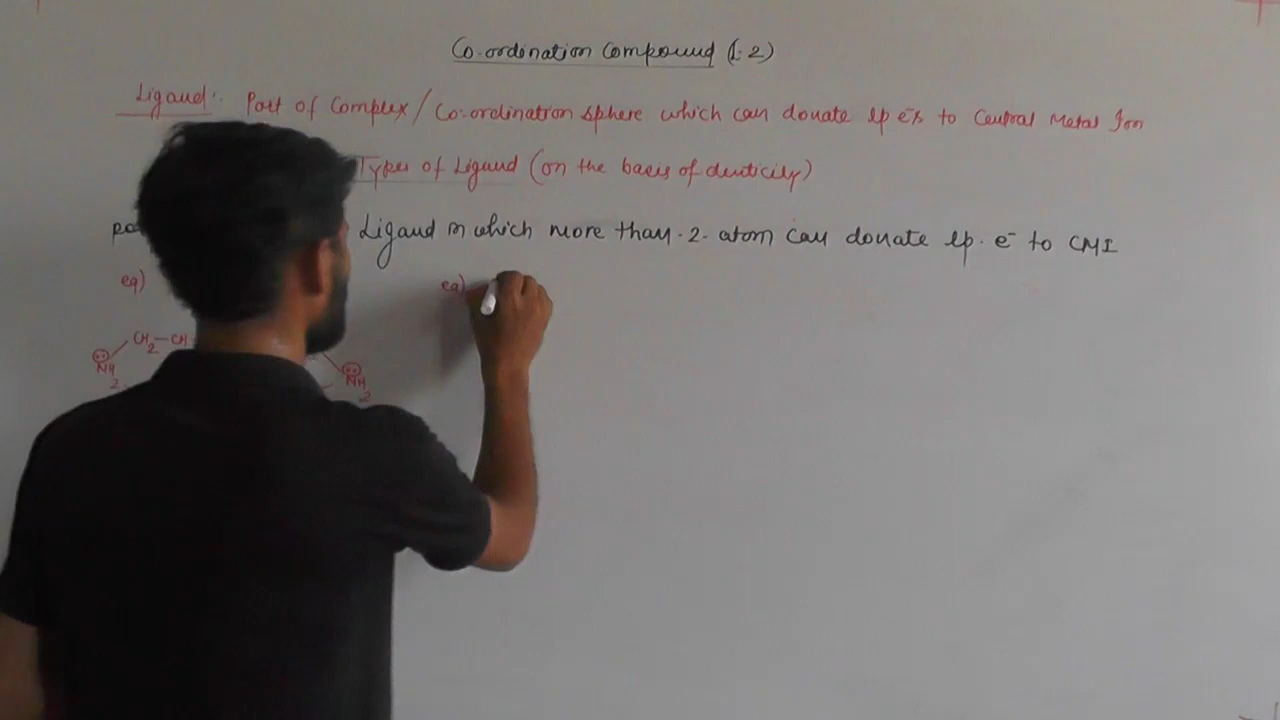 Co-ordination Compound (L-2)
Ligand: Part of Complex/Co-ordination sphere which can donate lp e⁻s to Central Metal Ion
Types of Ligand (on the basis of denticity)
Ligand in which more than 2 atom can donate lp. e⁻ to CMI
eg) eg)
CH2-CH
NH2 NH2